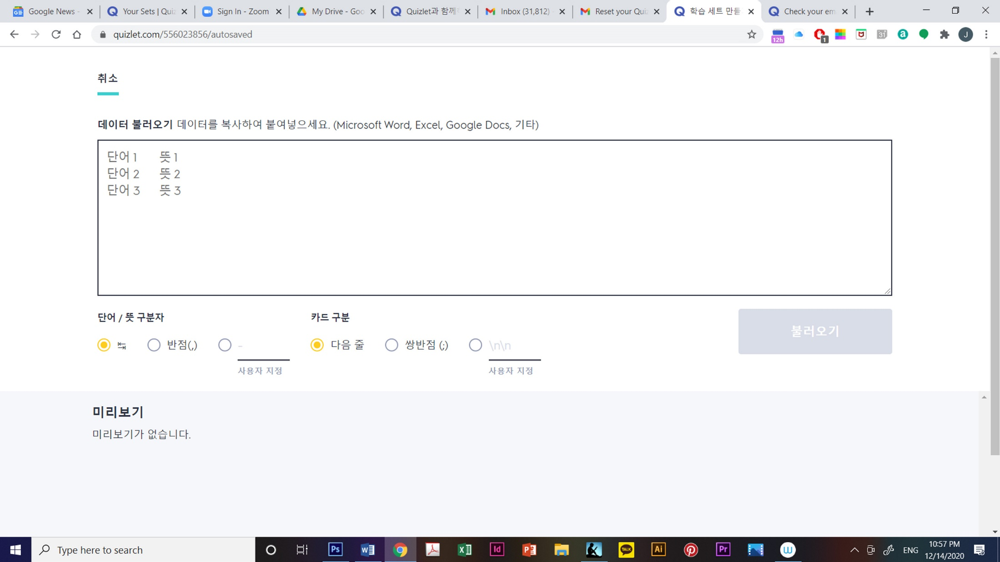 Google News -
Your Sets | Quiz
Sign In - Zoom
My Drive - Goo
Quizlet과 함께
Inbox (31,812) -
Reset your Quiz
학습 세트 만들
Check your em
quizlet.com/556023856/autosaved
12h
1
31
a
J
취소
데이터 불러오기 데이터를 복사하여 붙여넣으세요. (Microsoft Word, Excel, Google Docs, 기타)
단어 1 뜻 1
단어 2 뜻 2
단어 3 뜻 3
단어 / 뜻 구분자
카드 구분
불러오기
반점(,)
-
다음 줄
쌍반점 (;)
\n\n
사용자 지정
사용자 지정
미리보기
미리보기가 없습니다.
Type here to search
Ps
W
X
Id
P
TALK
Ai
Pr
W
ENG
10:57 PM
12/14/2020